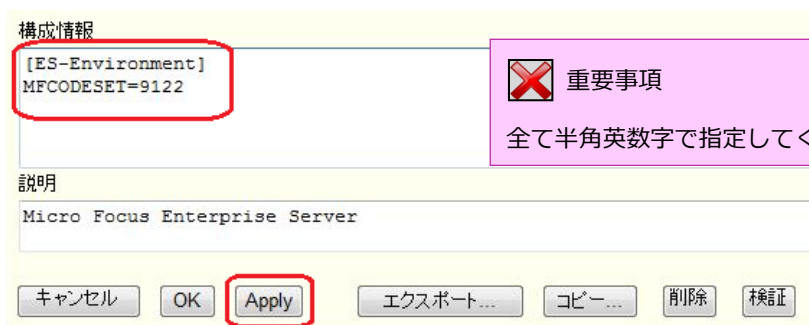 構成情報
[ES-Environment]
MFCODESET=9122
重要事項
全て半角英数字で指定してく
説明
Micro Focus Enterprise Server
キャンセル OK Apply エクスポート... コピー... 削除 検証